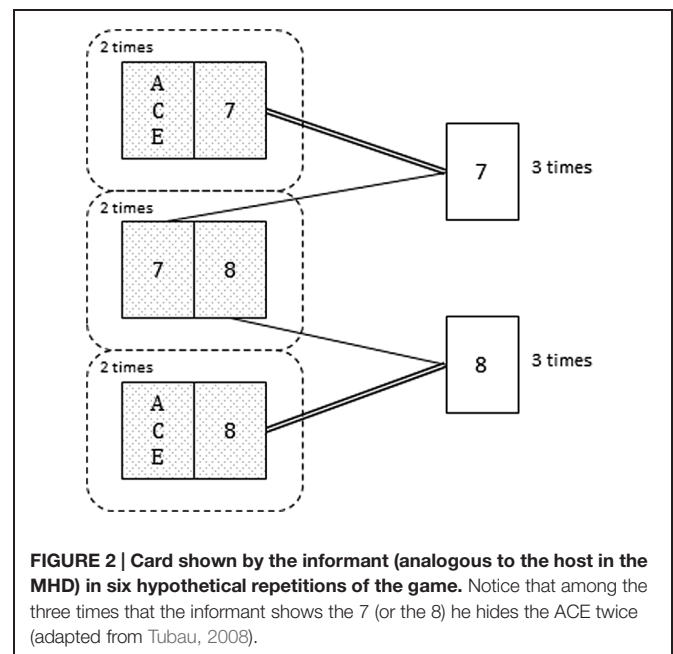 2 times
A
C
E
7
7
3 times
2 times
7
8
8
3 times
2 times
A
C
E
8
FIGURE 2 | Card shown by the informant (analogous to the host in the
MHD) in six hypothetical repetitions of the game. Notice that among the
three times that the informant shows the 7 (or the 8) he hides the ACE twice
(adapted from Tubau, 2008).